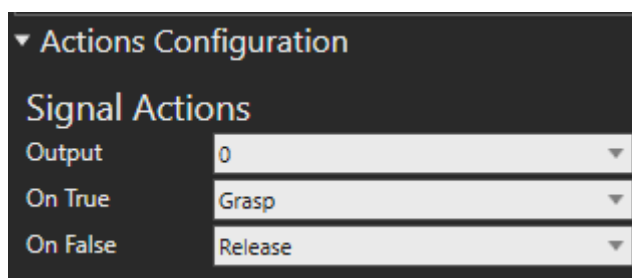 Actions Configuration
Signal Actions
Output 0
On True Grasp
On False Release